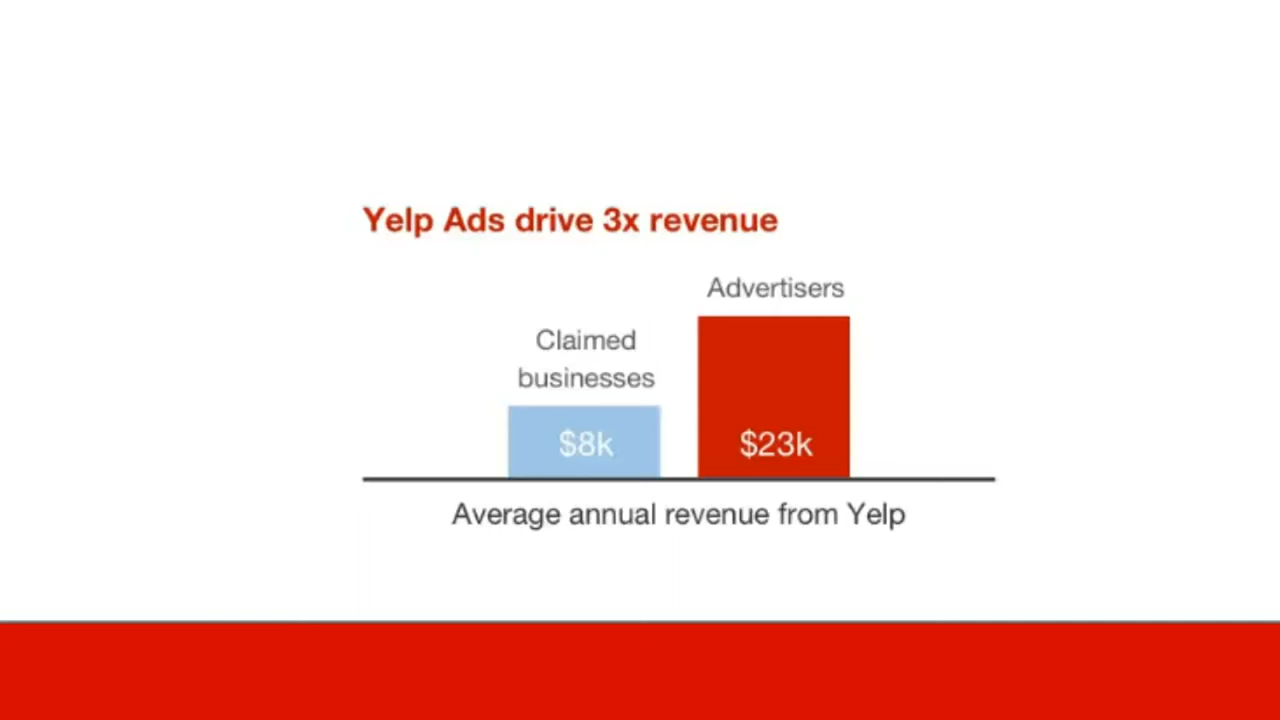 Yelp Ads drive 3x revenue
Advertisers
Claimed
businesses
$8k
$23k
Average annual revenue from Yelp